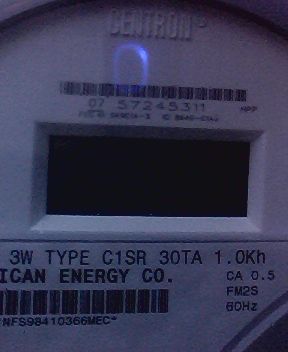 CENTRON
07 57245311
3W TYPE C1SR 30TA 1.0Kh
ICAN ENERGY CO.
CA 0.5
FM2S
60Hz
*NFS98410366MEC*